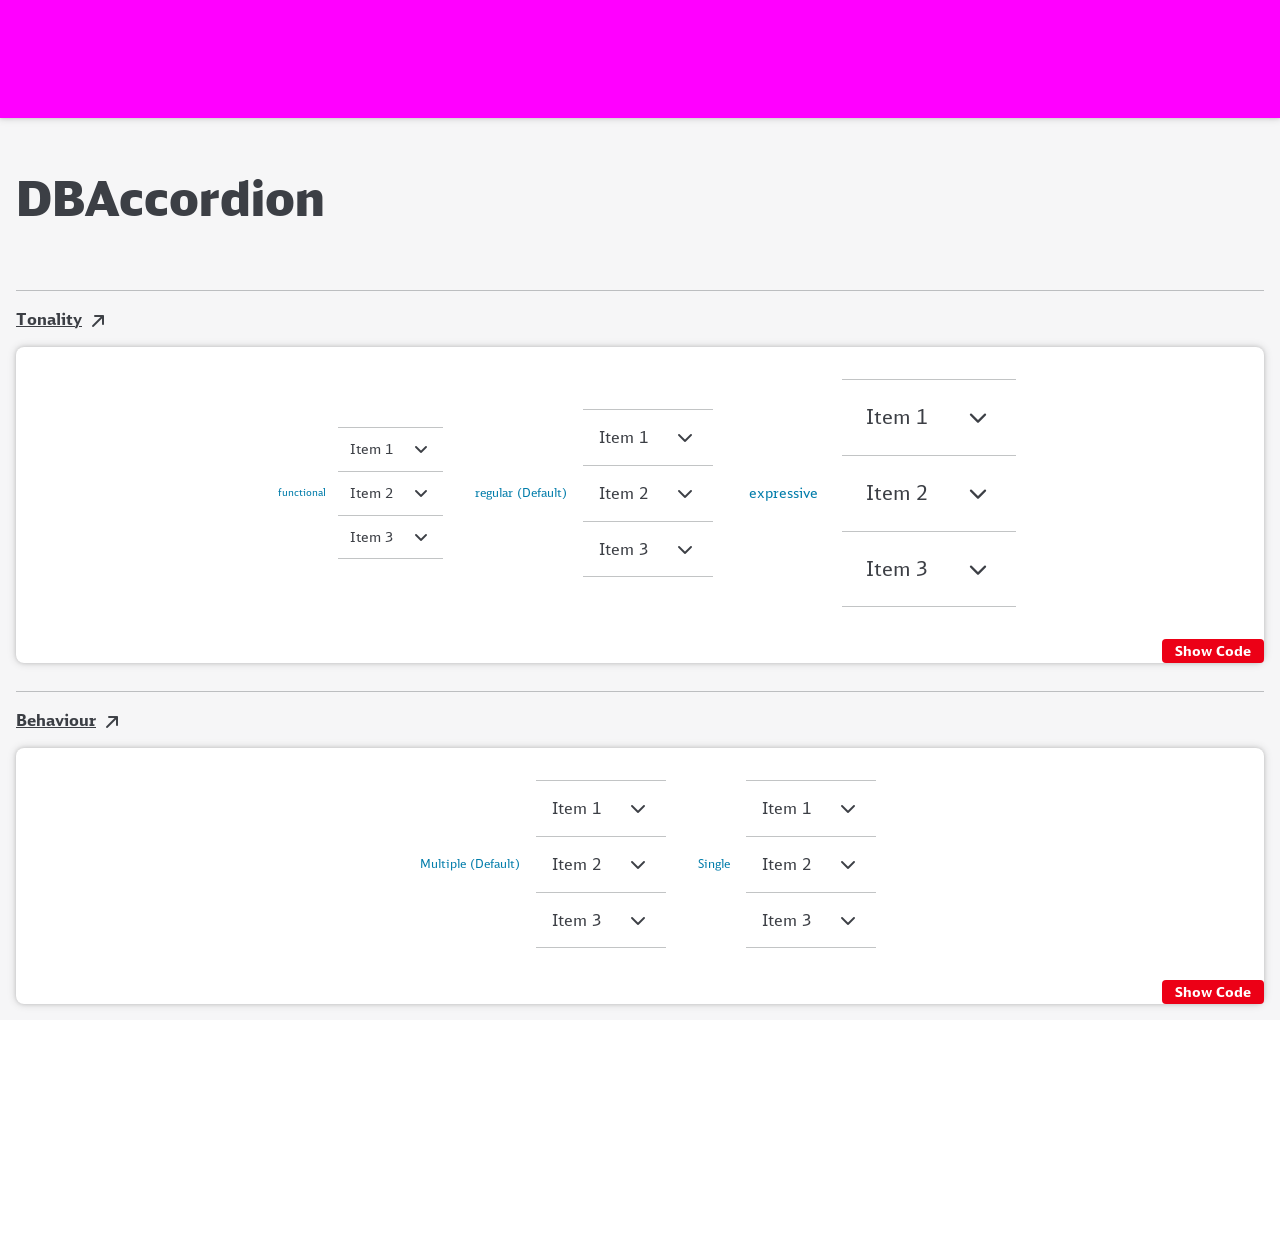 DBAccordion
Tonality
functional
Item 1
Item 2
Item 3
regular (Default)
Item 1
Item 2
Item 3
expressive
Item 1
Item 2
Item 3
Show Code
Behaviour
Multiple (Default)
Item 1
Item 2
Item 3
Single
Item 1
Item 2
Item 3
Show Code